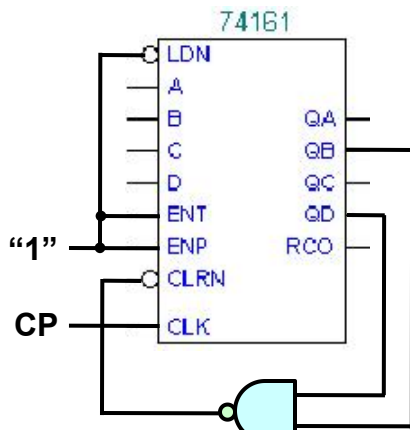 74161
LDN
A
B QA
C QB
D QC
ENT QD
“1” ENP RCO
CLRN
CP CLK